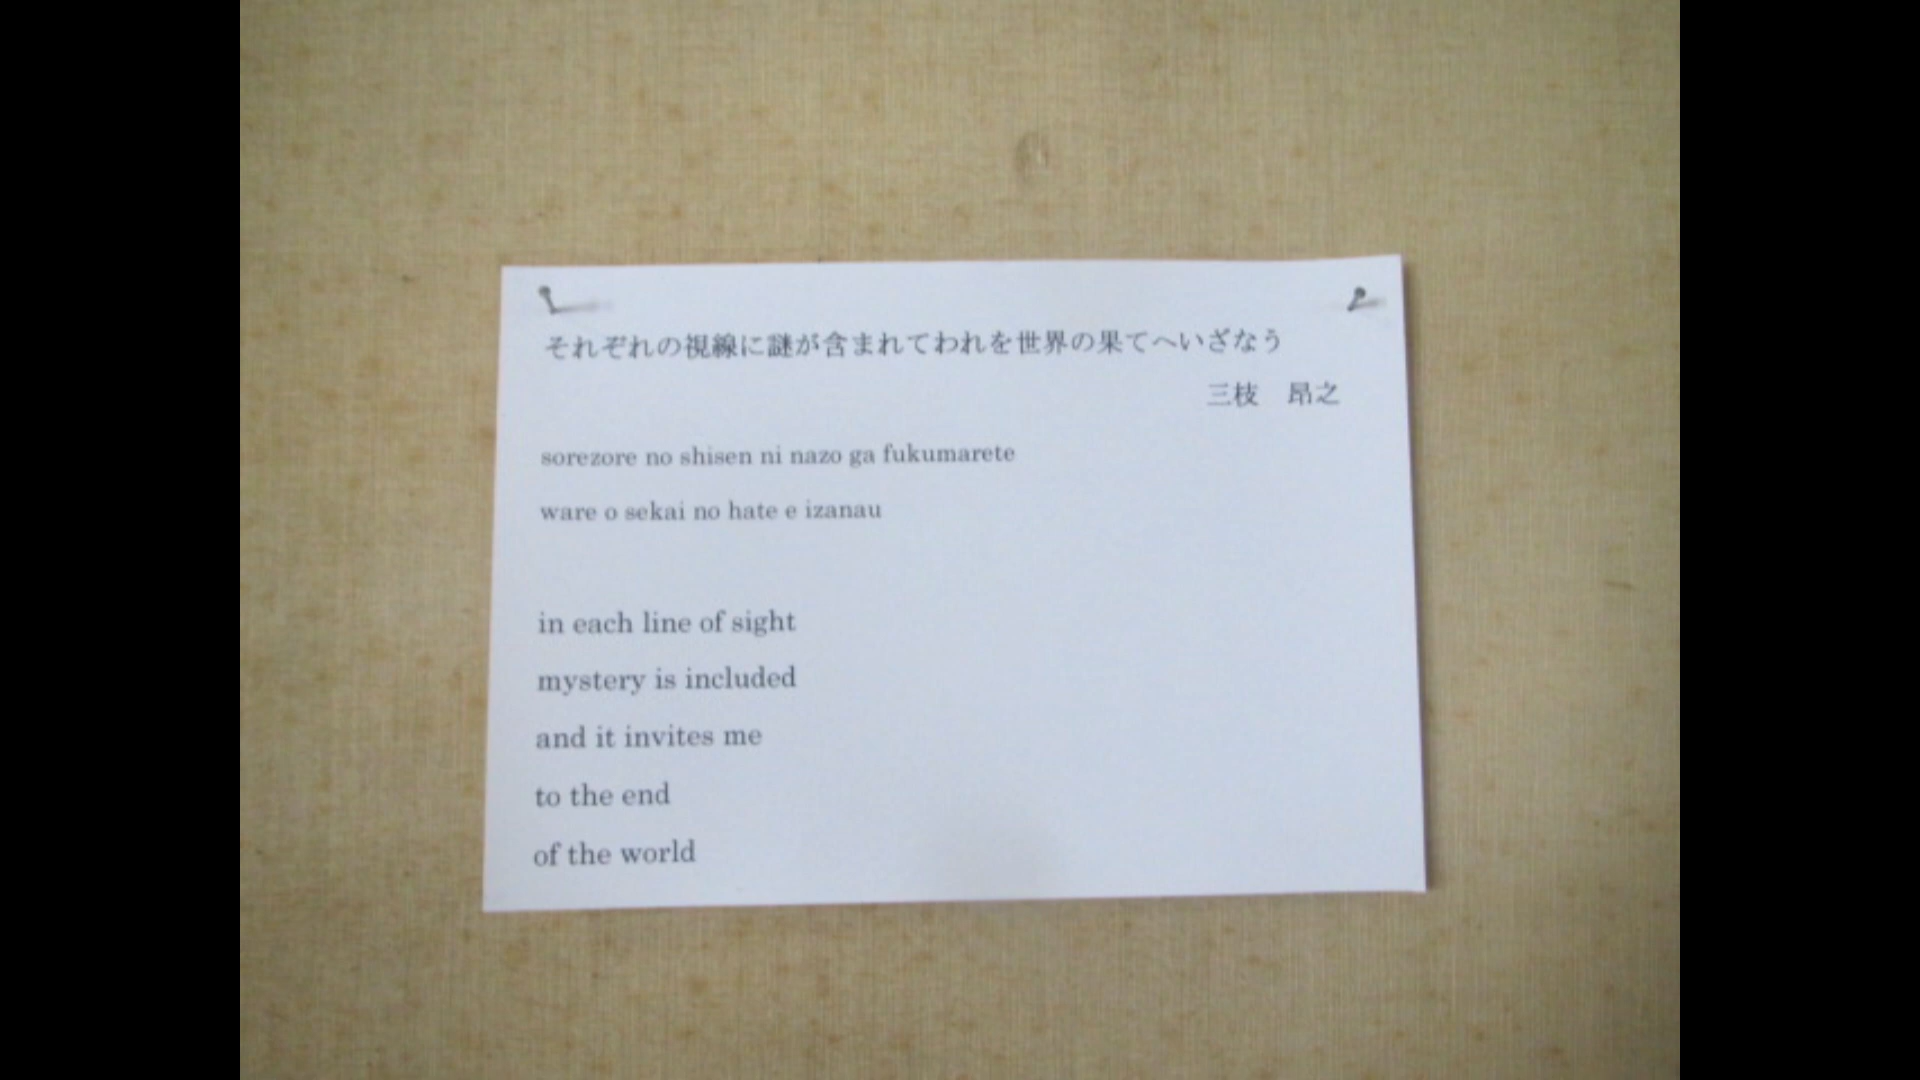 それぞれの視線に謎が含まれてわれを世界の果てへいざなう
三枝　昂之
sorezore no shisen ni nazo ga fukumarete
ware o sekai no hate e izanau
in each line of sight
mystery is included
and it invites me
to the end
of the world